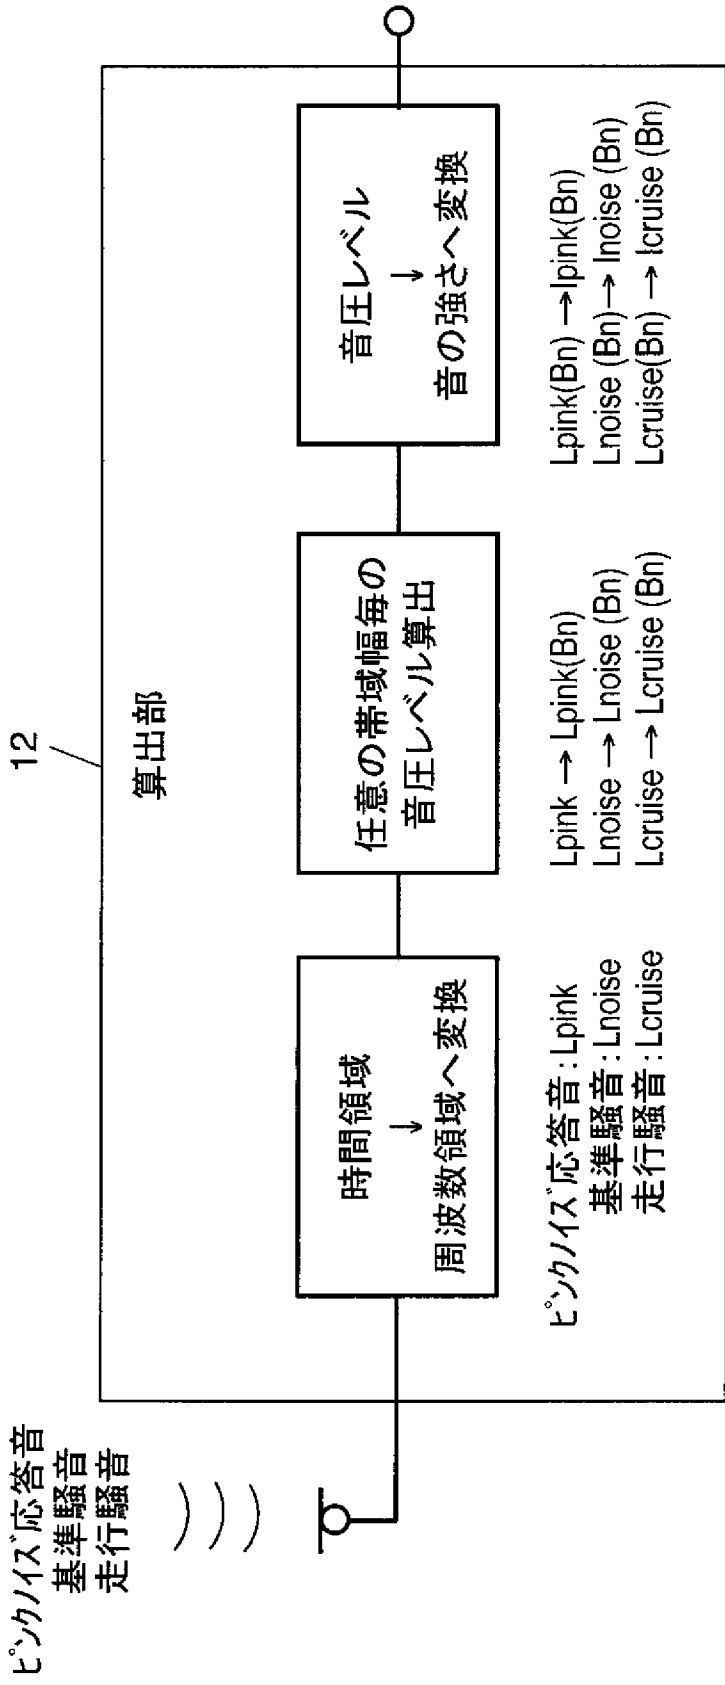 12
算出部
ピンクノイズ応答音
基準騒音
走行騒音
時間領域
↓
周波数領域へ変換
任意の帯域幅毎の
音圧レベル算出
音圧レベル
↓
音の強さへ変換
ピンクノイズ応答音:Lpink
基準騒音:Lnoise
走行騒音:Lcruise
Lpink → Lpink(Bn)
Lnoise → Lnoise (Bn)
Lcruise → Lcruise (Bn)
Lpink(Bn) → Ipink(Bn)
Lnoise (Bn) → Inoise (Bn)
Lcruise(Bn) → Icruise (Bn)